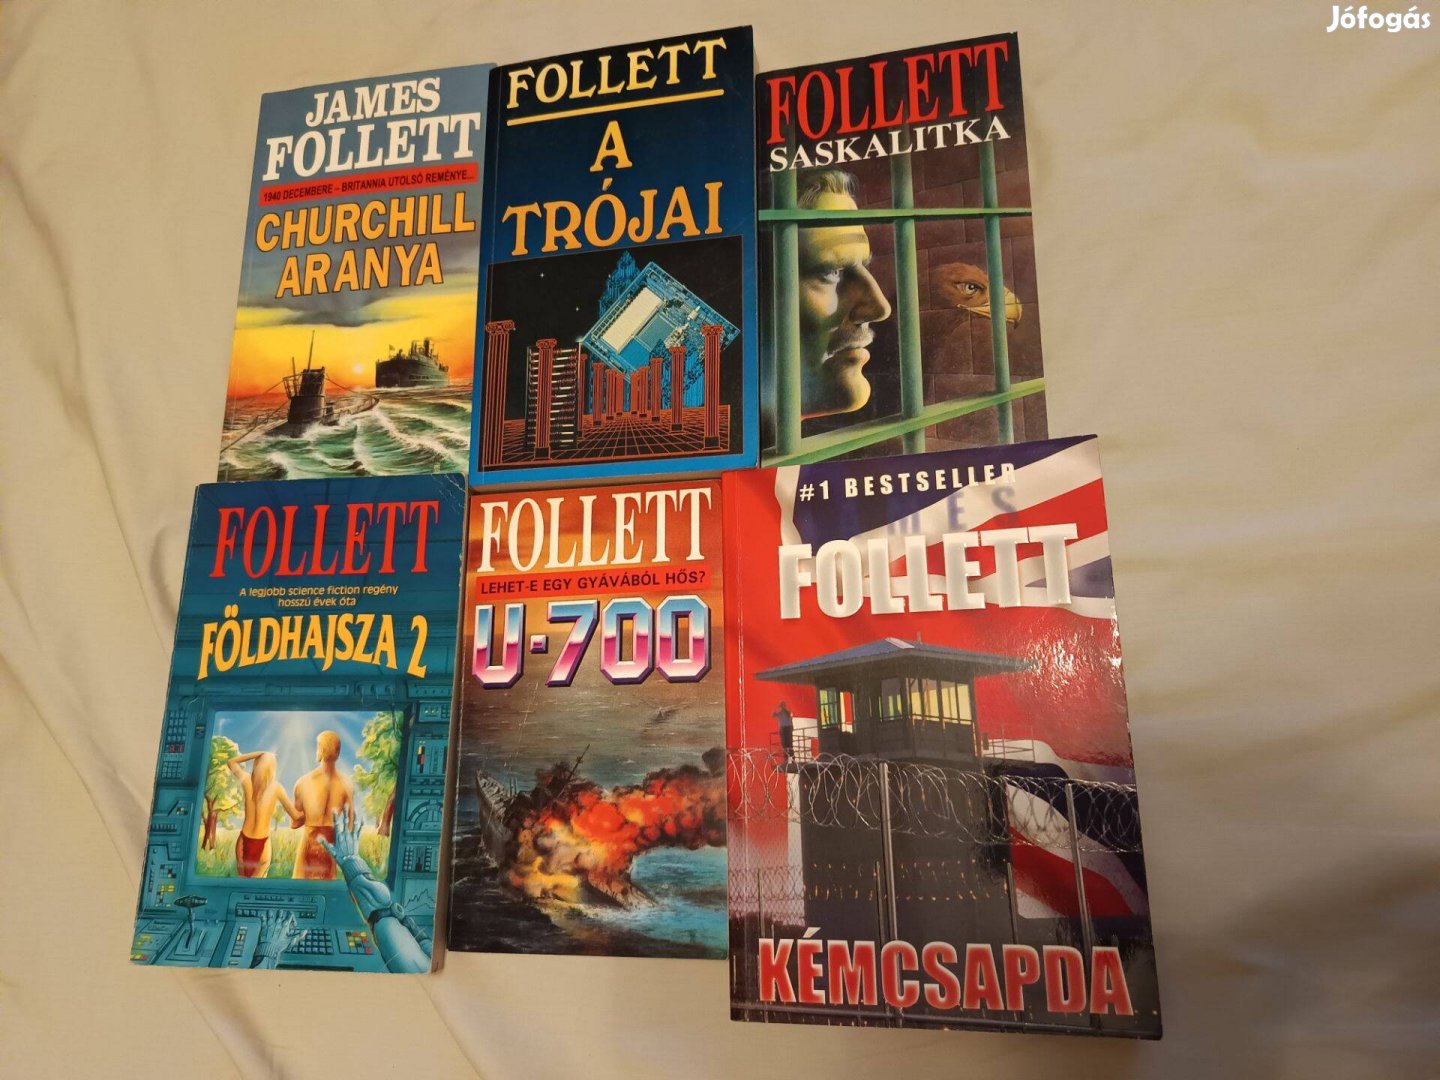 Jófogás
JAMES
FOLLETT
1940 DECEMBERE – BRITANNIA UTOLSÓ REMÉNYE...
CHURCHILL
ARANYA
FOLLETT
A
TRÓJAI
FOLLETT
SASKALITKA
FOLLETT
A legjobb science fiction regény
hosszú évek óta
FÖLDHAJSZA 2
FOLLETT
LEHET-E EGY GYÁVÁBÓL HŐS?
U-700
#1 BESTSELLER
JAMES
FOLLETT
KÉMCSAPDA